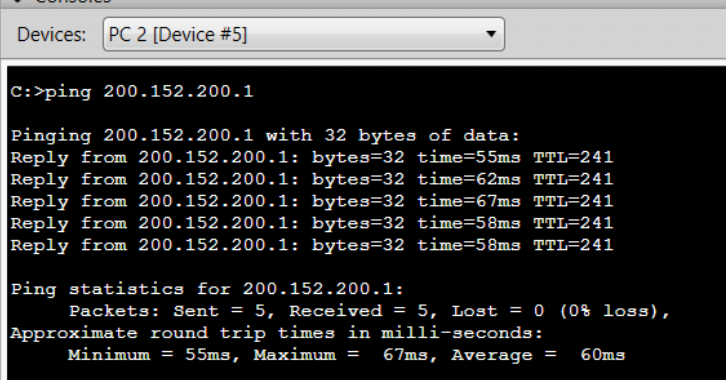 Consoles
Devices: PC 2 [Device #5]
C:>ping 200.152.200.1
Pinging 200.152.200.1 with 32 bytes of data:
Reply from 200.152.200.1: bytes=32 time=55ms TTL=241
Reply from 200.152.200.1: bytes=32 time=62ms TTL=241
Reply from 200.152.200.1: bytes=32 time=67ms TTL=241
Reply from 200.152.200.1: bytes=32 time=58ms TTL=241
Reply from 200.152.200.1: bytes=32 time=58ms TTL=241
Ping statistics for 200.152.200.1:
Packets: Sent = 5, Received = 5, Lost = 0 (0% loss),
Approximate round trip times in milli-seconds:
Minimum = 55ms, Maximum =  67ms, Average =  60ms